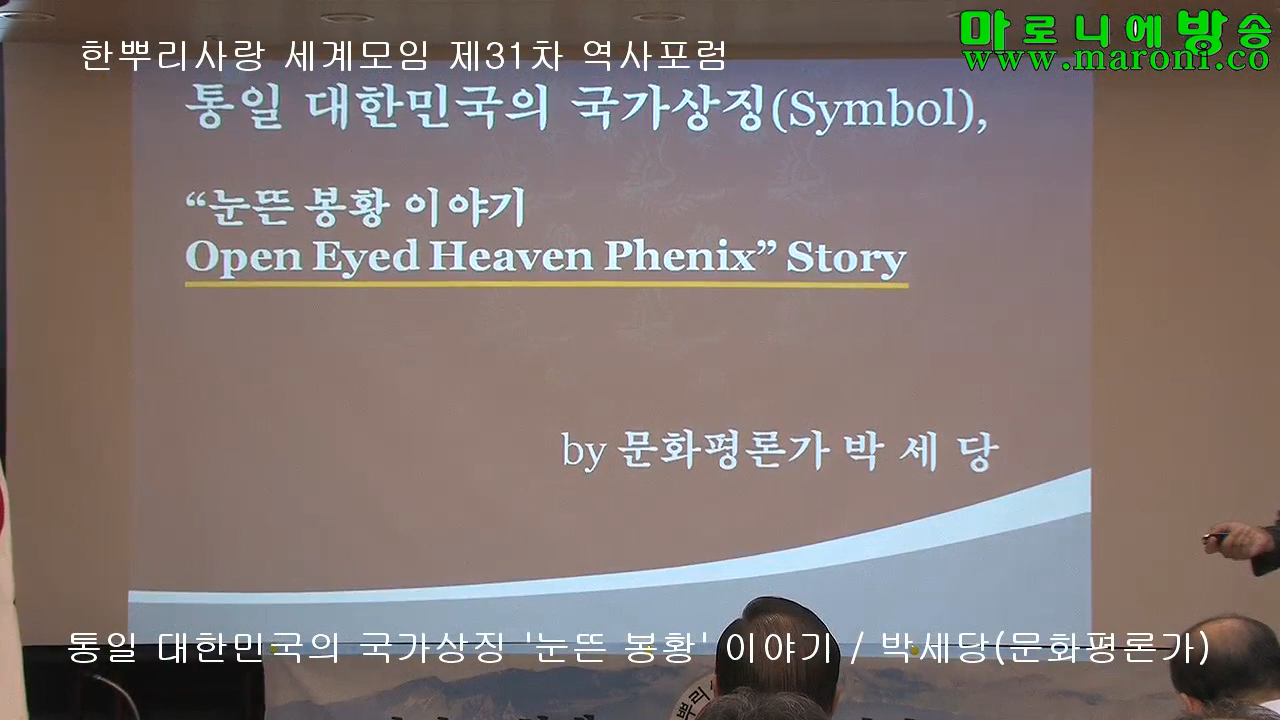 한뿌리사랑 세계모임 제31차 역사포럼
마로니에방송
www.maroni.co
통일 대한민국의 국가상징(Symbol),
“눈뜬 봉황 이야기
Open Eyed Heaven Phenix” Story
by 문화평론가 박 세 당
통일 대한민국의 국가상징 '눈뜬 봉황' 이야기 / 박세당(문화평론가)
뿌리